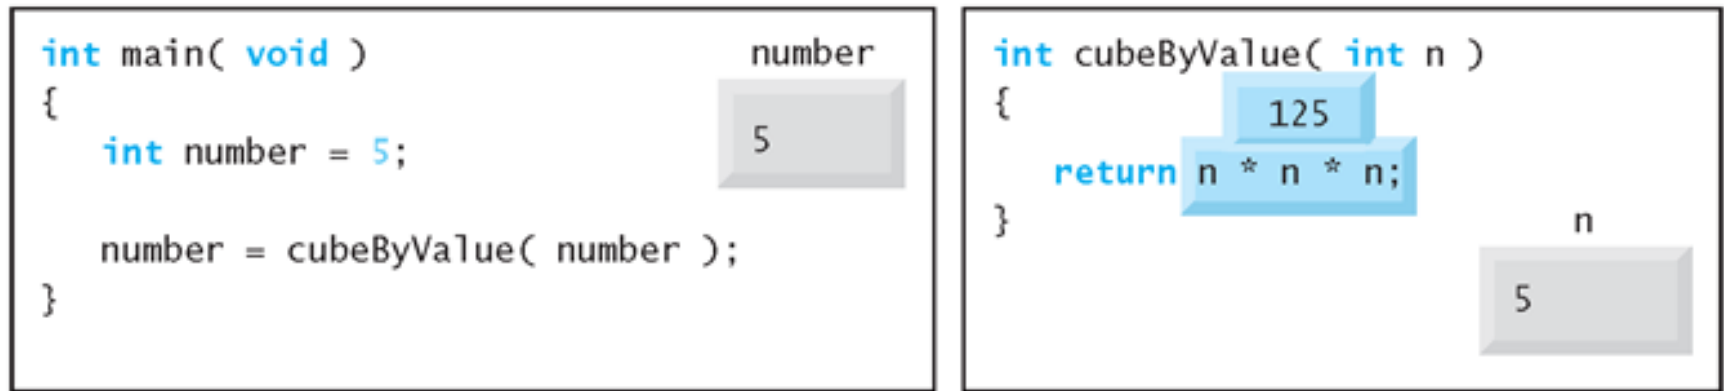 int main( void )
{
int number = 5;
number = cubeByValue( number );
}
number
5
int cubeByValue( int n )
{
125
return n * n * n;
}
n
5